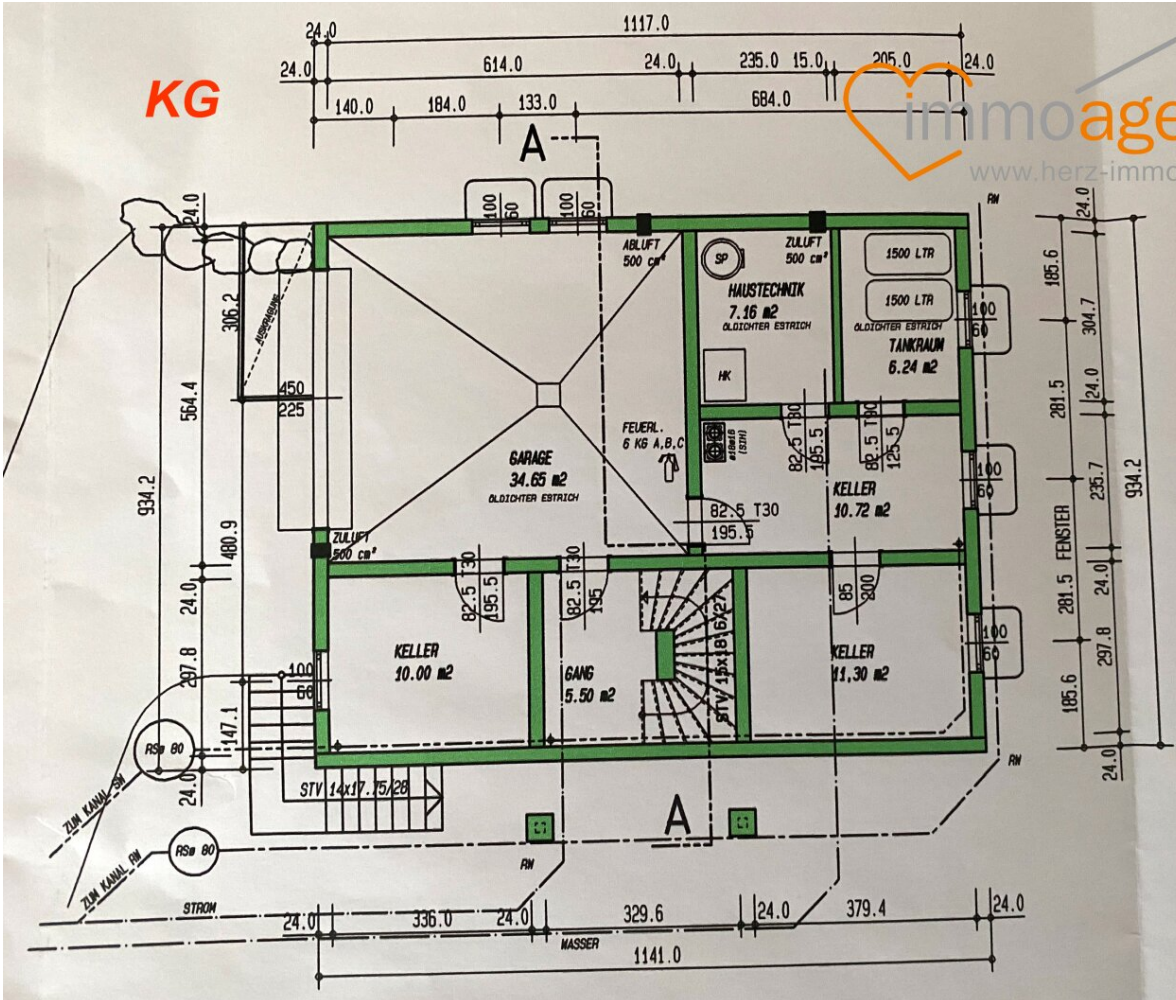 24.0
1117.0
24.0
614.0
24.0
235.0
15.0
205.0
24.0
140.0
184.0
133.0
684.0
KG
immoage
www.herz-immo
A
RW
24.0
100
60
100
60
24.0
ABLUFT
500 cm²
ZULUFT
500 cm²
SP
1500 LTR
1500 LTR
HAUSTECHNIK
7.16 m2
ÖLDICHTER ESTRICH
ÖLDICHTER ESTRICH
TANKRAUM
6.24 m2
100
60
185.6
304.7
AUSKRAGUNG
306.2
HK
450
225
564.4
24.0
281.5
FEUERL.
6 KG A,B,C
82.5 T30
195.5
82.5 T30
125.5
GARAGE
34.65 m2
ÖLDICHTER ESTRICH
KELLER
10.72 m2
100
60
235.7
934.2
934.2
82.5 T30
195.5
FENSTER
480.9
ZULUFT
500 cm²
24.0
82.5 T30
195.5
82.5 T30
195
85
200
281.5
24.0
KELLER
10.00 m2
GANG
5.50 m2
STV 15x18.6x27
KELLER
11,30 m2
100
60
100
60
297.8
297.8
185.6
147.1
RSø 80
24.0
24.0
RW
STV 14x17.75/28
ZUM KANAL SW
A
RSø 80
ZUM KANAL RW
RW
STROM
24.0
336.0
24.0
329.6
24.0
379.4
24.0
WASSER
1141.0